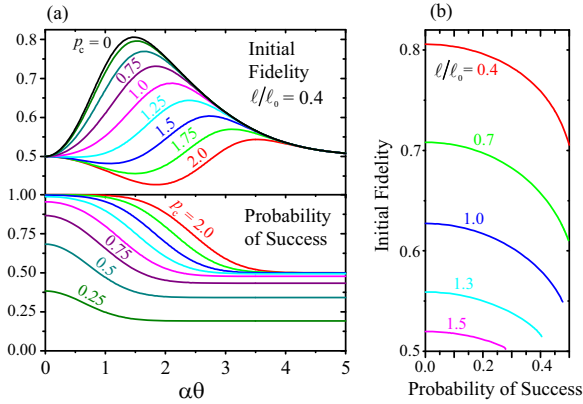 (a)
p_c = 0
0.75
1.0
1.25
1.5
1.75
2.0
Initial
Fidelity
ℓ/ℓ₀ = 0.4
0.8
0.7
0.6
0.5
p_c = 2.0
Probability
of Success
0.75
0.5
0.25
1.00
0.75
0.50
0.25
0.00
0 1 2 3 4 5
αθ
(b)
Initial Fidelity
0.8
0.7
0.6
0.5
ℓ/ℓ₀ = 0.4
0.7
1.0
1.3
1.5
0.0 0.2 0.4
Probability of Success